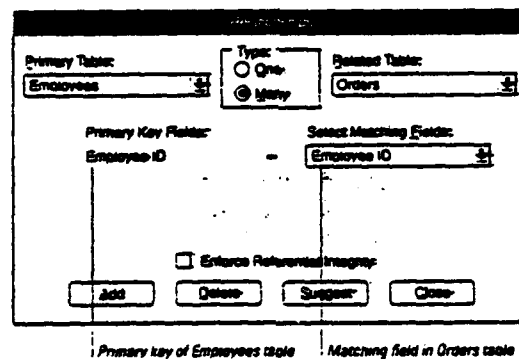 Relationships
Primary Table:
Employees
Type:
One
Many
Related Table:
Orders
Primary Key Fields:
Employee ID
=
Select Matching Fields:
Employee ID
Enforce Referential Integrity
Add
Delete
Suggest
Close
Primary key of Employees table
Matching field in Orders table